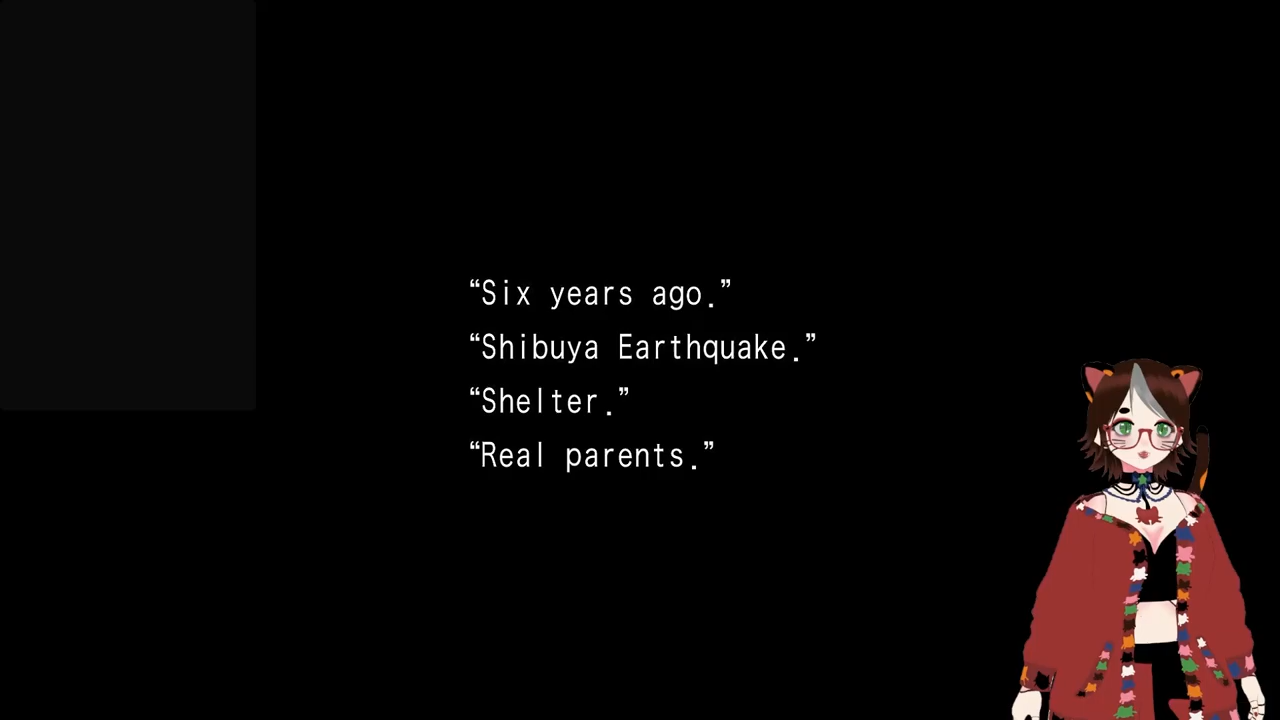 “Six years ago.”
“Shibuya Earthquake.”
“Shelter.”
“Real parents.”